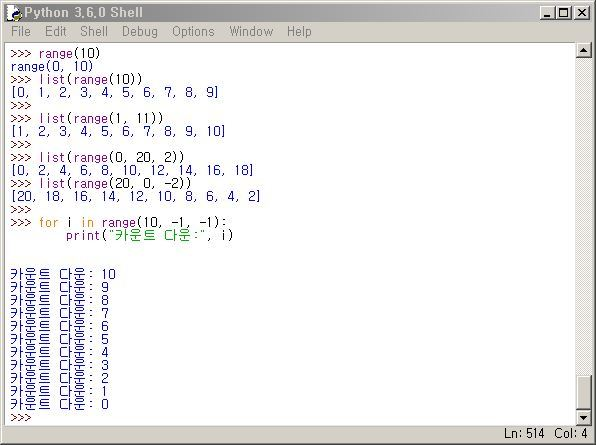 Python 3.6.0 Shell
File Edit Shell Debug Options Window Help
>>> range(10)
range(0, 10)
>>> list(range(10))
[0, 1, 2, 3, 4, 5, 6, 7, 8, 9]
>>>
>>> list(range(1, 11))
[1, 2, 3, 4, 5, 6, 7, 8, 9, 10]
>>>
>>> list(range(0, 20, 2))
[0, 2, 4, 6, 8, 10, 12, 14, 16, 18]
>>> list(range(20, 0, -2))
[20, 18, 16, 14, 12, 10, 8, 6, 4, 2]
>>>
>>> for i in range(10, -1, -1):
print("카운트 다운:", i)
카운트 다운: 10
카운트 다운: 9
카운트 다운: 8
카운트 다운: 7
카운트 다운: 6
카운트 다운: 5
카운트 다운: 4
카운트 다운: 3
카운트 다운: 2
카운트 다운: 1
카운트 다운: 0
>>>
Ln: 514 Col: 4